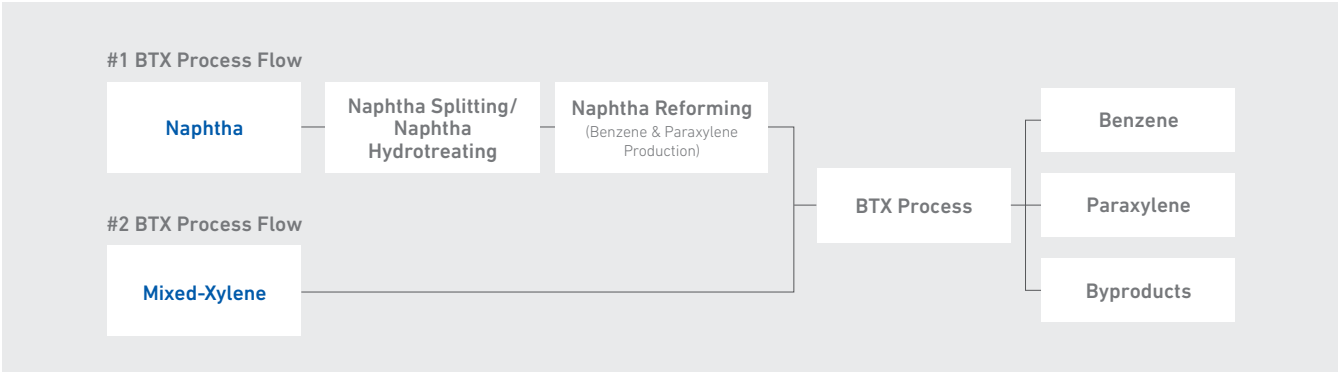 #1 BTX Process Flow
Naphtha
Naphtha Splitting/
Naphtha
Hydrotreating
Naphtha Reforming
(Benzene & Paraxylene
Production)
#2 BTX Process Flow
Mixed-Xylene
BTX Process
Benzene
Paraxylene
Byproducts